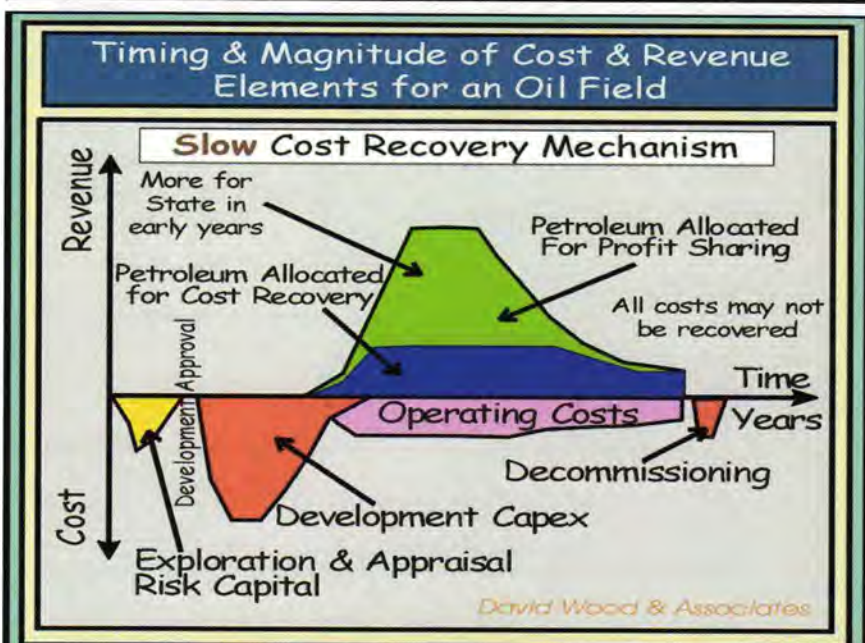 Timing & Magnitude of Cost & Revenue
Elements for an Oil Field
Slow Cost Recovery Mechanism
Revenue
More for
State in
early years
Petroleum Allocated
For Profit Sharing
Petroleum Allocated
for Cost Recovery
All costs may not
be recovered
Development Approval
Time
Years
Operating Costs
Decommissioning
Cost
Development Capex
Exploration & Appraisal
Risk Capital
David Wood & Associates